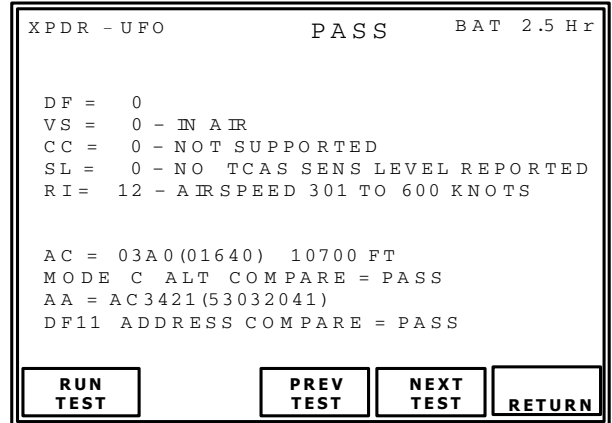 XPDR - UFO PASS BAT 2.5 Hr
DF = 0
VS = 0 - IN AIR
CC = 0 - NOT SUPPORTED
SL = 0 - NO TCAS SENS LEVEL REPORTED
RI = 12 - AIRSPEED 301 TO 600 KNOTS
AC = 03A0(01640) 10700 FT
MODE C ALT COMPARE = PASS
AA = AC3421(53032041)
DF11 ADDRESS COMPARE = PASS
RUN TEST PREV TEST NEXT TEST RETURN